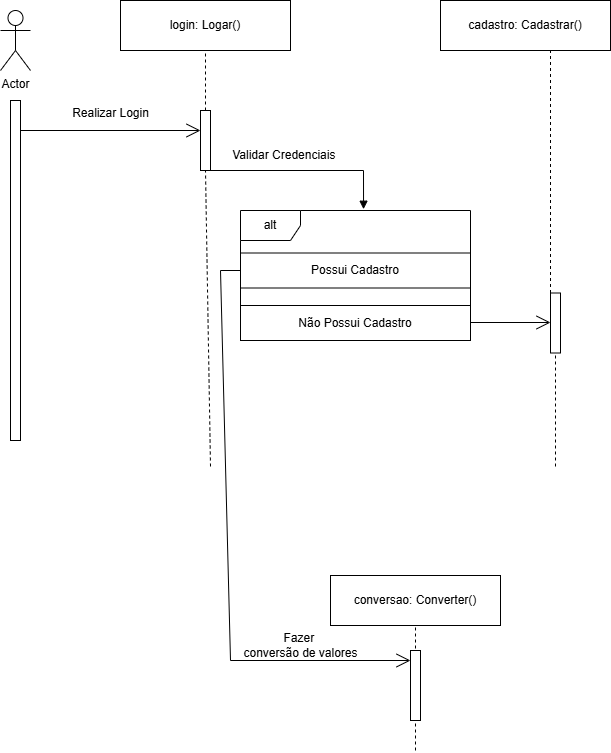 login: Logar()
cadastro: Cadastrar()
Actor
Realizar Login
Validar Credenciais
alt
Possui Cadastro
Não Possui Cadastro
conversao: Converter()
Fazer
conversão de valores